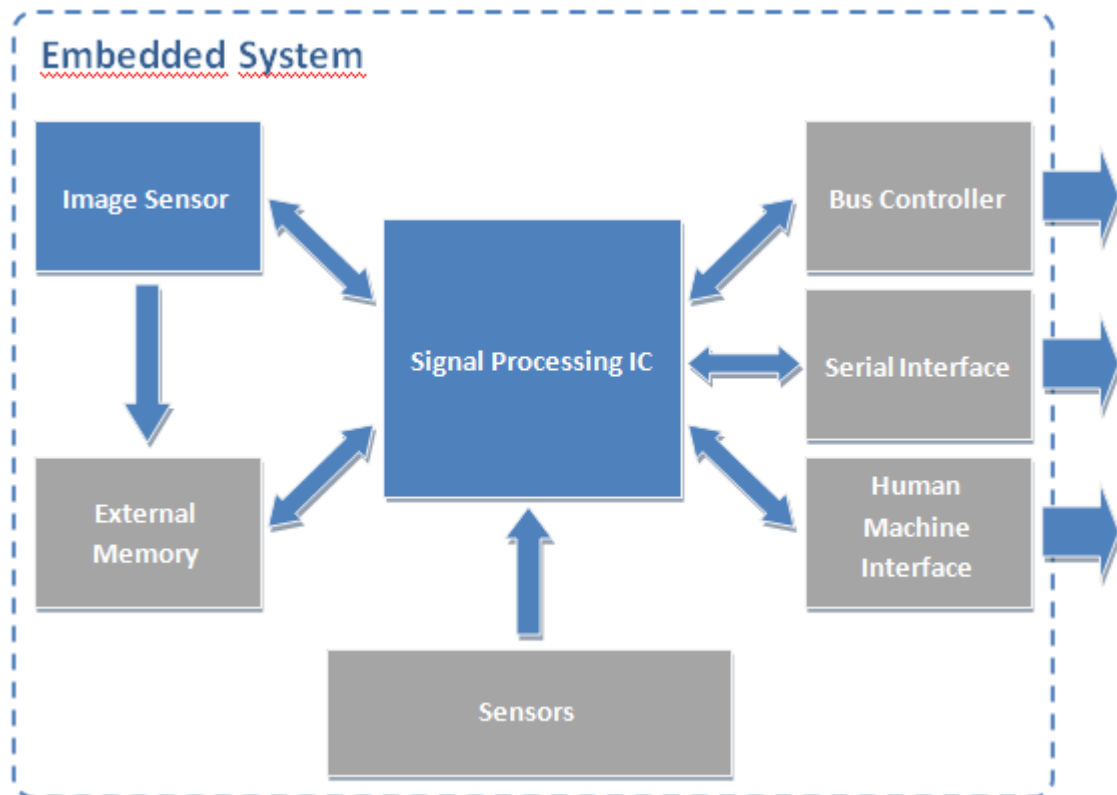 Embedded System
Image Sensor
Bus Controller
Signal Processing IC
Serial Interface
External
Memory
Human
Machine
Interface
Sensors